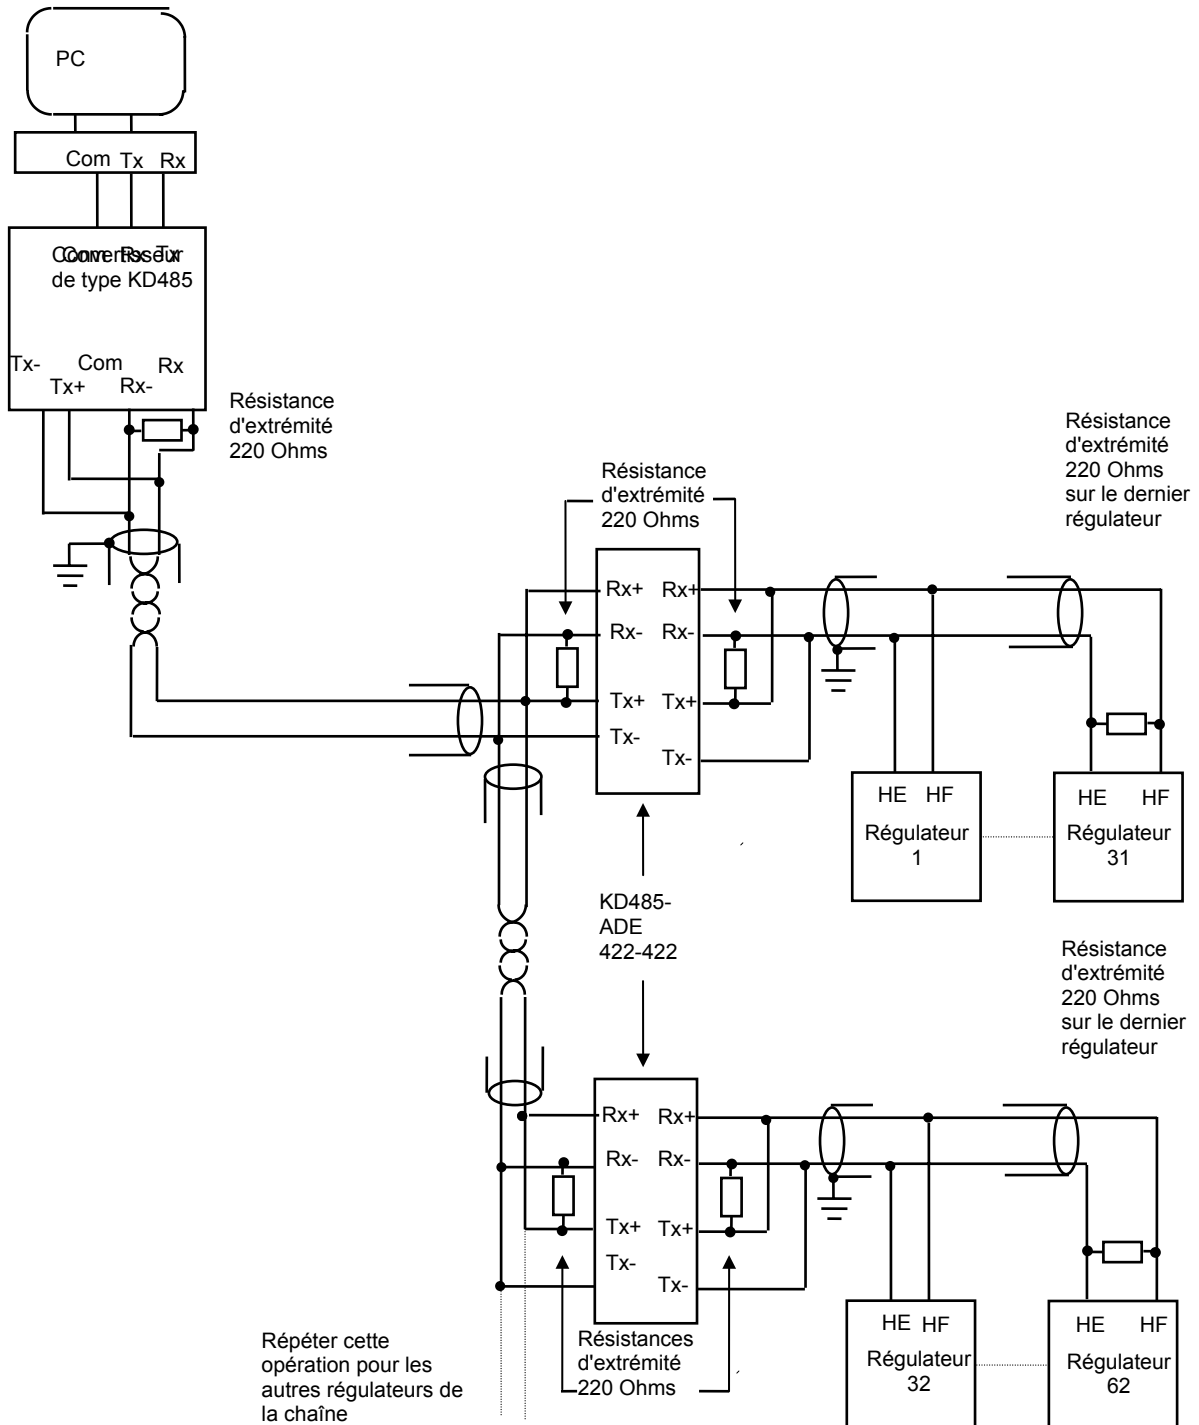 PC
Com Tx Rx
Com Rx Tx
Convertisseur
de type KD485
Tx- Com Rx
Tx+ Rx-
Résistance
d'extrémité
220 Ohms
Résistance
d'extrémité
220 Ohms
Résistance
d'extrémité
220 Ohms
sur le dernier
régulateur
Rx+ Rx+
Rx- Rx-
Tx+ Tx+
Tx-
Tx-
HE HF
Régulateur
1
HE HF
Régulateur
31
KD485-
ADE
422-422
Résistance
d'extrémité
220 Ohms
sur le dernier
régulateur
Rx+ Rx+
Rx- Rx-
Tx+ Tx+
Tx-
Tx-
HE HF
Régulateur
32
HE HF
Régulateur
62
Résistances
d'extrémité
220 Ohms
Répéter cette
opération pour les
autres régulateurs de
la chaîne